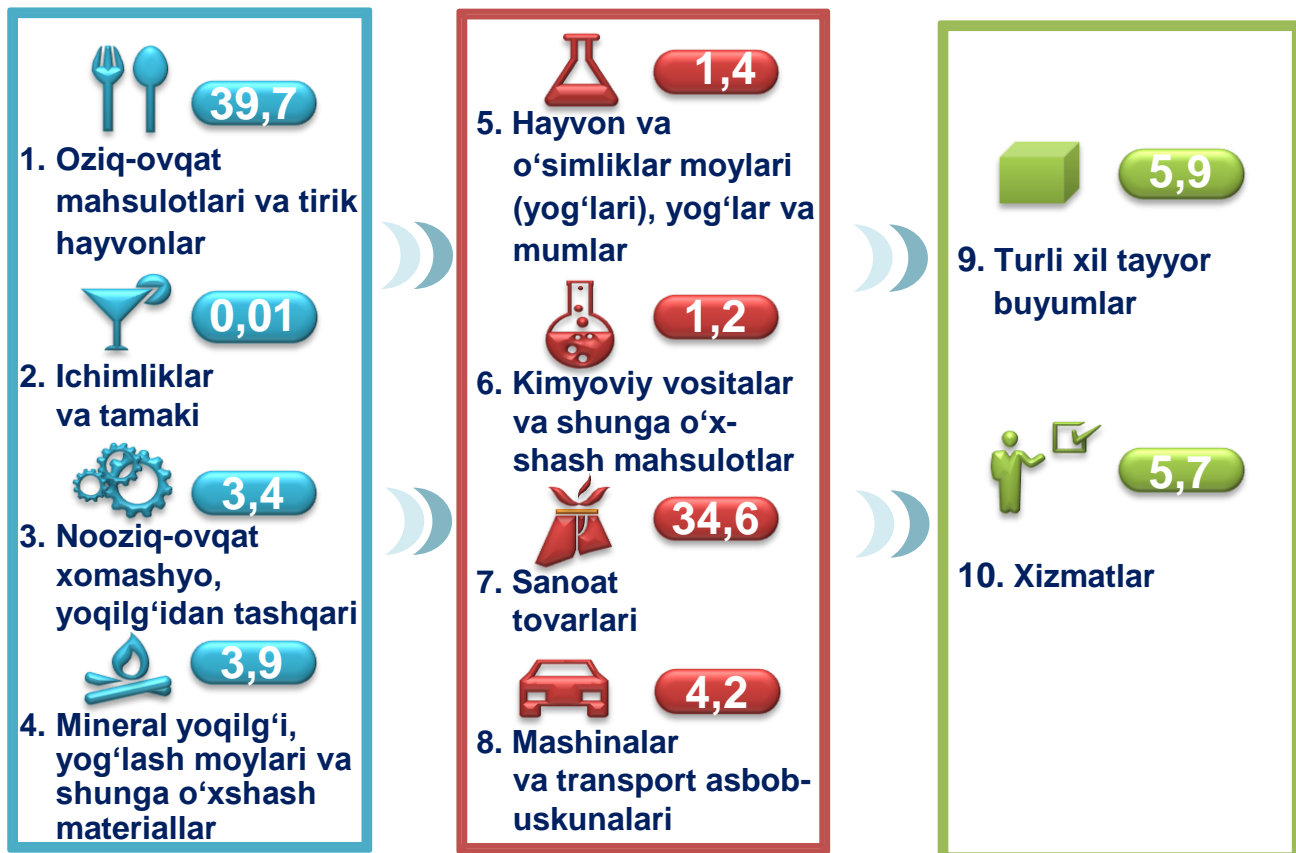 39,7
1. Oziq-ovqat
mahsulotlari va tirik
hayvonlar
0,01
2. Ichimliklar
va tamaki
3,4
3. Nooziq-ovqat
xomashyo,
yoqilg‘idan tashqari
3,9
4. Mineral yoqilg‘i,
yog‘lash moylari va
shunga o‘xshash
materiallar
1,4
5. Hayvon va
o‘simliklar moylari
(yog‘lari), yog‘lar va
mumlar
1,2
6. Kimyoviy vositalar
va shunga o‘x-
shash mahsulotlar
34,6
7. Sanoat
tovarlari
4,2
8. Mashinalar
va transport asbob-
uskunalari
5,9
9. Turli xil tayyor
buyumlar
5,7
10. Xizmatlar